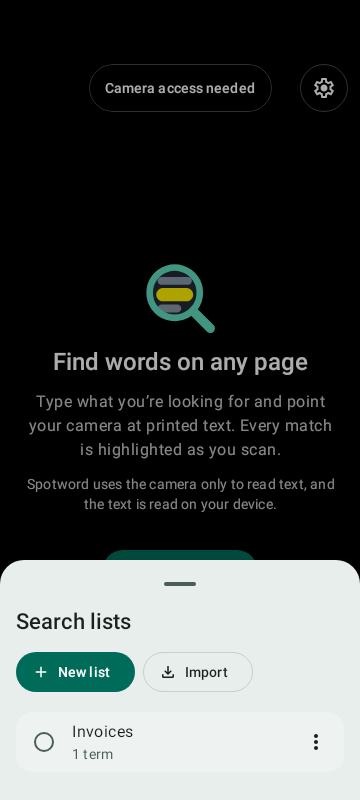 Camera access needed
Find words on any page
Type what you’re looking for and point
your camera at printed text. Every match
is highlighted as you scan.
Spotword uses the camera only to read text, and
the text is read on your device.
Search lists
New list
Import
Invoices
1 term